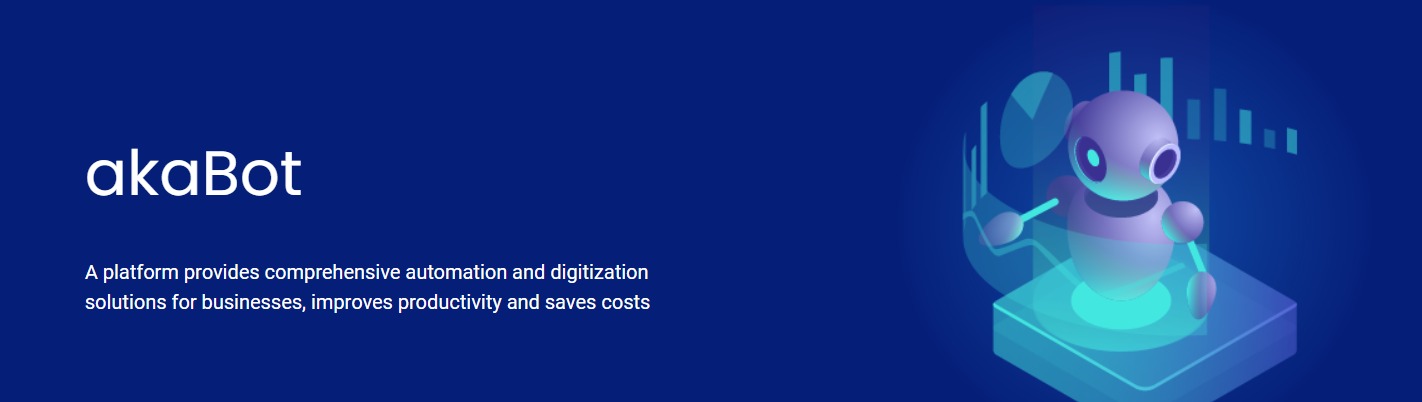 akaBot
A platform provides comprehensive automation and digitization
solutions for businesses, improves productivity and saves costs